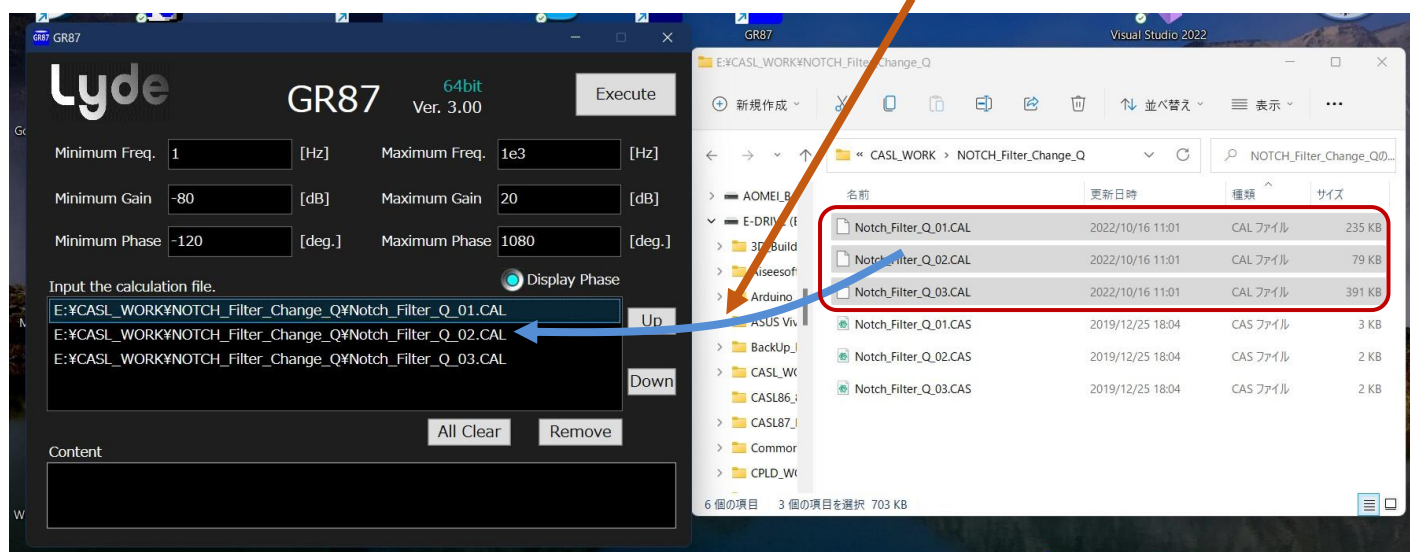 GR87
Visual Studio 2022
GR87 GR87
Lyde
GR87
64bit
Ver. 3.00
Execute
Minimum Freq. 1 [Hz] Maximum Freq. 1e3 [Hz]
Minimum Gain -80 [dB] Maximum Gain 20 [dB]
Minimum Phase -120 [deg.] Maximum Phase 1080 [deg.]
Display Phase
Input the calculation file.
E:¥CASL_WORK¥NOTCH_Filter_Change_Q¥Notch_Filter_Q_01.CAL
E:¥CASL_WORK¥NOTCH_Filter_Change_Q¥Notch_Filter_Q_02.CAL
E:¥CASL_WORK¥NOTCH_Filter_Change_Q¥Notch_Filter_Q_03.CAL
Up
Down
All Clear Remove
Content
E:¥CASL_WORK¥NOTCH_Filter_Change_Q
新規作成 並べ替え 表示
« CASL_WORK › NOTCH_Filter_Change_Q
NOTCH_Filter_Change_Qの...
名前 更新日時 種類 サイズ
AOMEI_B
E-DRIVE (E
3D_Build
Aiseesoft
Arduino
ASUS Viv
BackUp_
CASL_WO
CASL86_
CASL87_
Common
CPLD_WO
Notch_Filter_Q_01.CAL 2022/10/16 11:01 CAL ファイル 235 KB
Notch_Filter_Q_02.CAL 2022/10/16 11:01 CAL ファイル 79 KB
Notch_Filter_Q_03.CAL 2022/10/16 11:01 CAL ファイル 391 KB
Notch_Filter_Q_01.CAS 2019/12/25 18:04 CAS ファイル 3 KB
Notch_Filter_Q_02.CAS 2019/12/25 18:04 CAS ファイル 2 KB
Notch_Filter_Q_03.CAS 2019/12/25 18:04 CAS ファイル 2 KB
6 個の項目 3 個の項目を選択 703 KB